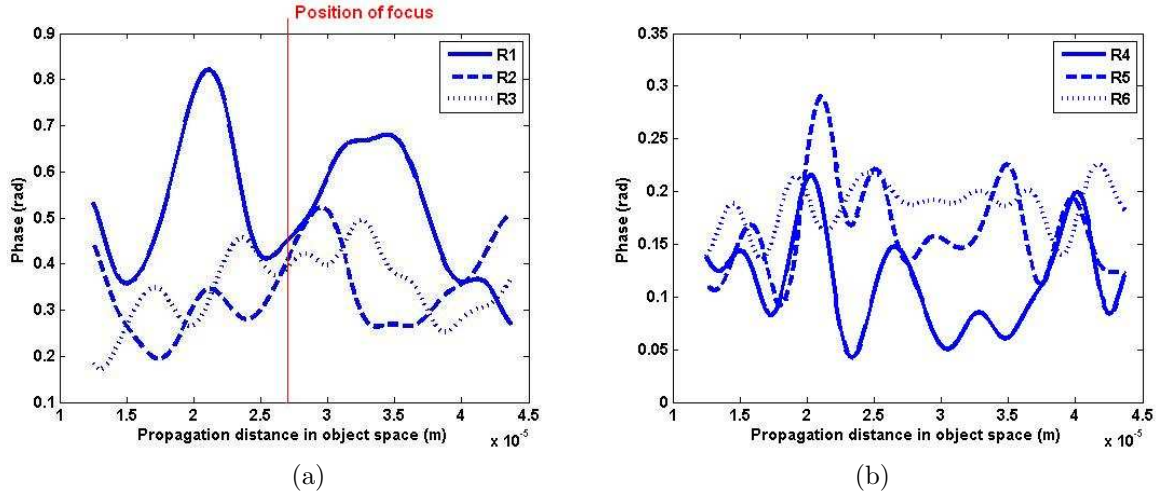 Position of focus
0.9
0.8
0.7
0.6
0.5
0.4
0.3
0.2
0.1
Phase (rad)
R1
R2
R3
1 1.5 2 2.5 3 3.5 4 4.5
Propagation distance in object space (m)
x 10-5
(a)
0.35
0.3
0.25
0.2
0.15
0.1
0.05
0
Phase (rad)
R4
R5
R6
1 1.5 2 2.5 3 3.5 4 4.5
Propagation distance in object space (m)
x 10-5
(b)